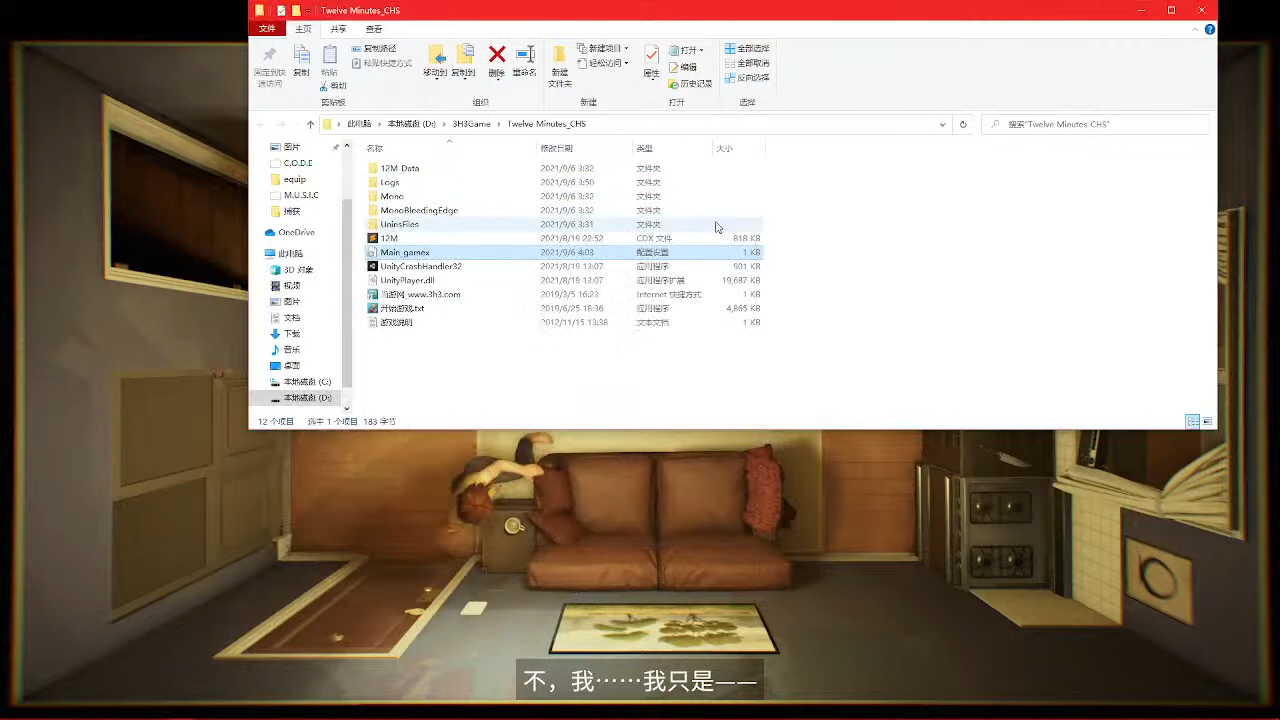 Twelve Minutes_CHS
文件 主页 共享 查看
固定到快速访问
复制
粘贴
复制路径
粘贴快捷方式
剪切
剪贴板
移动到
复制到
删除
重命名
组织
新建文件夹
新建项目
轻松访问
新建
属性
打开
编辑
历史记录
打开
全部选择
全部取消
反向选择
选择
此电脑 › 本地磁盘 (D:) › 3H3Game › Twelve Minutes_CHS
搜索"Twelve Minutes_CHS"
图片
C.O.D.E
equip
M.U.S.I.C
捕获
OneDrive
此电脑
3D 对象
视频
图片
文档
下载
音乐
桌面
本地磁盘 (C:)
本地磁盘 (D:)
名称 修改日期 类型 大小
12M_Data 2021/9/6 3:32 文件夹
Logs 2021/9/6 3:50 文件夹
Mono 2021/9/6 3:32 文件夹
MonoBleedingEdge 2021/9/6 3:32 文件夹
UninsFiles 2021/9/6 3:31 文件夹
12M 2021/8/19 22:52 CDX 文件 818 KB
Main_gamex 2021/9/6 4:03 配置设置 1 KB
UnityCrashHandler32 2021/8/19 13:07 应用程序 901 KB
UnityPlayer.dll 2021/8/19 13:07 应用程序扩展 19,687 KB
当游网_www.3h3.com 2019/3/5 16:23 Internet 快捷方式 1 KB
开始游戏.txt 2019/6/25 18:36 应用程序 4,865 KB
游戏说明 2012/11/15 13:38 文本文档 1 KB
12 个项目 选中 1 个项目 183 字节
不，我……我只是——